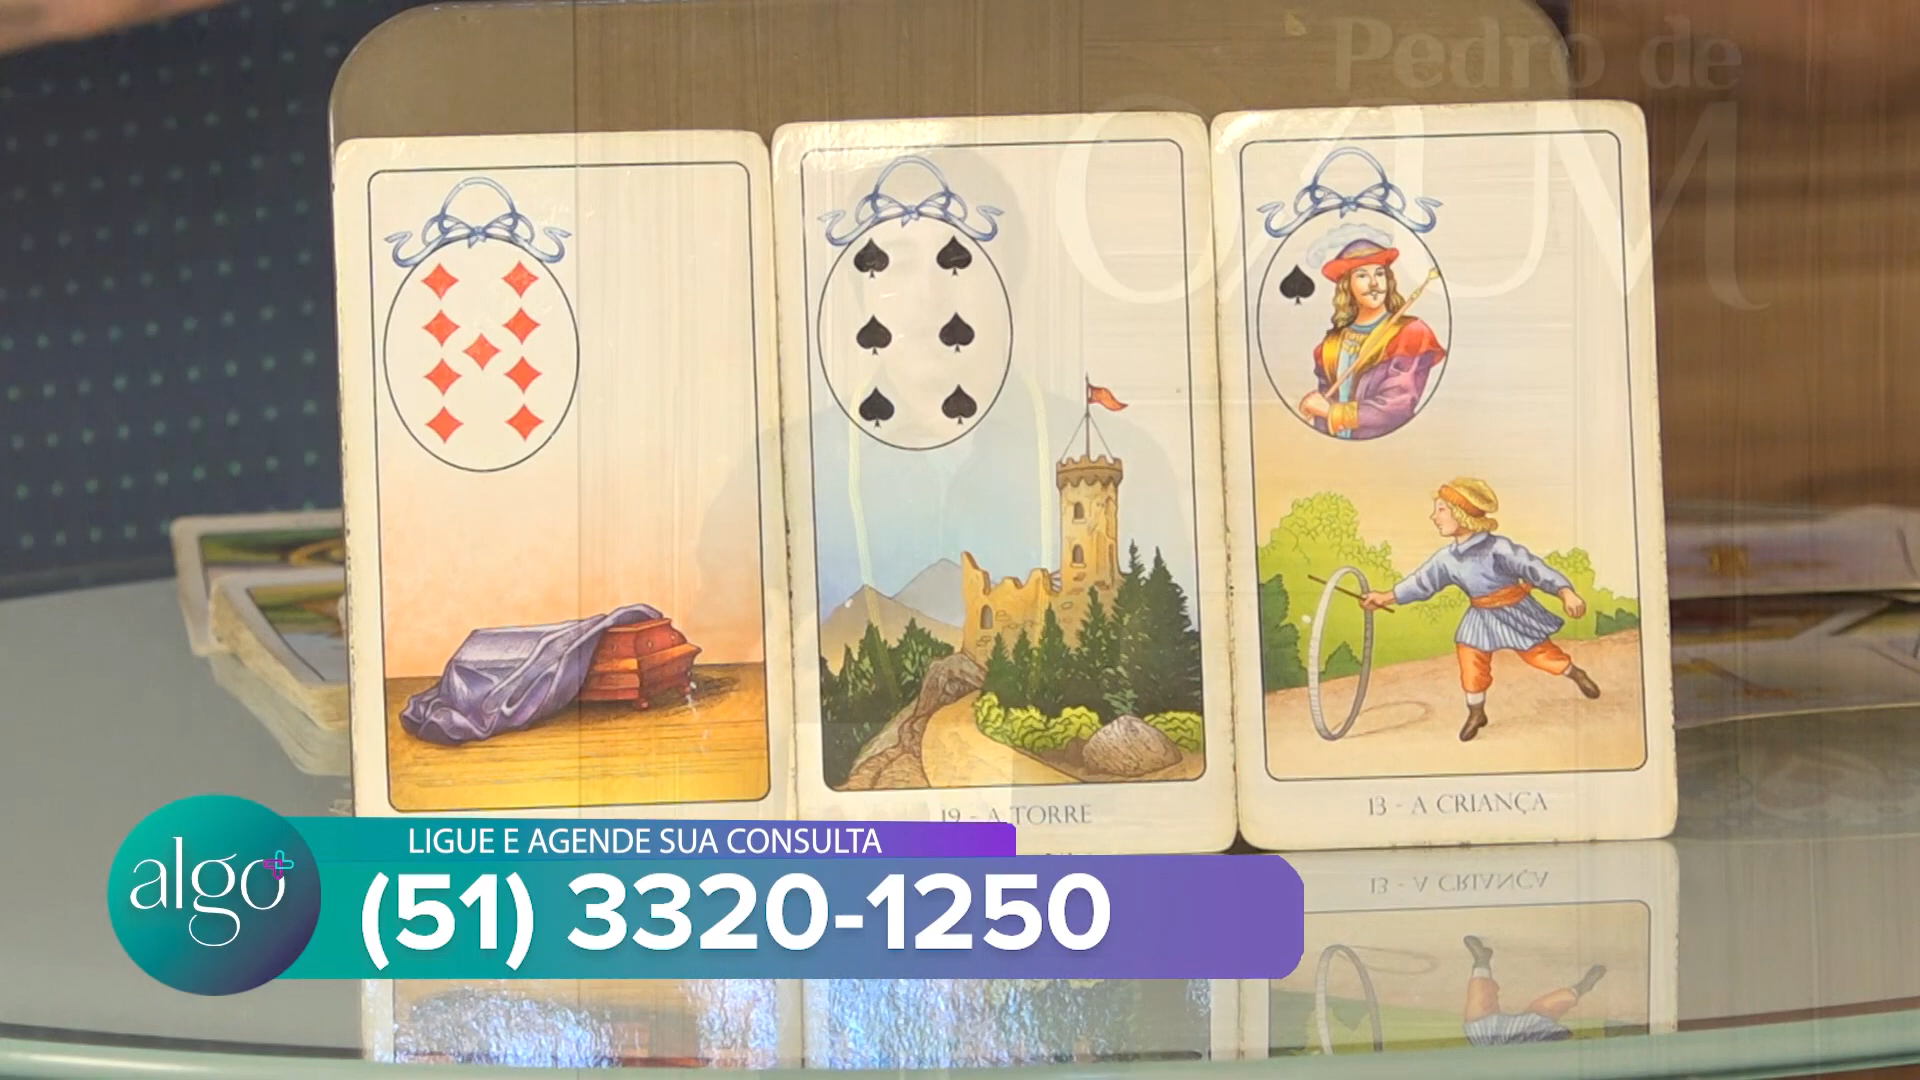 Pedro de
19 - A TORRE
13 - A CRIANÇA
LIGUE E AGENDE SUA CONSULTA
algo+
(51) 3320-1250
13 - A CRIANÇA